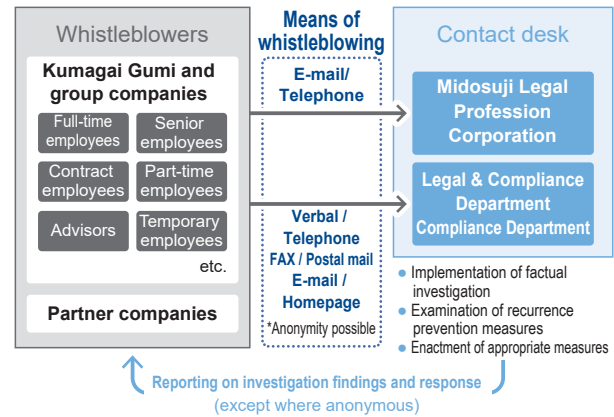 Whistleblowers
Kumagai Gumi and
group companies
Full-time
employees
Senior
employees
Contract
employees
Part-time
employees
Advisors
Temporary
employees
etc.
Partner companies
Means of
whistleblowing
E-mail/
Telephone
Verbal /
Telephone
FAX / Postal mail
E-mail /
Homepage
*Anonymity possible
Contact desk
Midosuji Legal
Profession
Corporation
Legal & Compliance
Department
Compliance Department
● Implementation of factual
investigation
● Examination of recurrence
prevention measures
● Enactment of appropriate measures
Reporting on investigation findings and response
(except where anonymous)